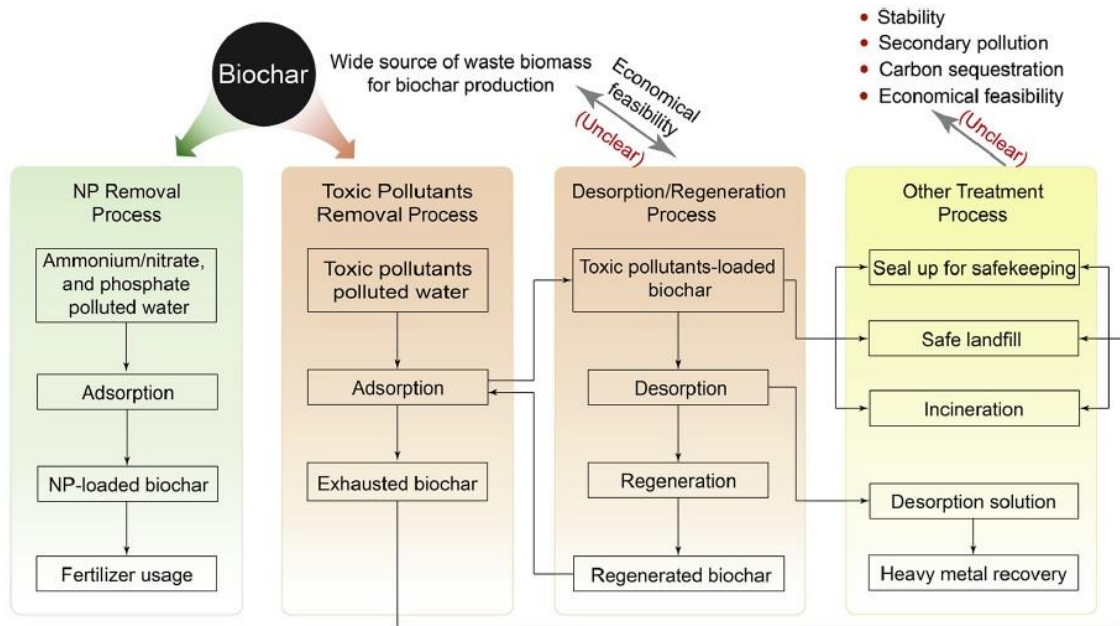 Biochar
Wide source of waste biomass
for biochar production
Economical
feasibility
(Unclear)
• Stability
• Secondary pollution
• Carbon sequestration
• Economical feasibility
(Unclear)
NP Removal
Process
Ammonium/nitrate,
and phosphate
polluted water
Adsorption
NP-loaded biochar
Fertilizer usage
Toxic Pollutants
Removal Process
Toxic pollutants
polluted water
Adsorption
Exhausted biochar
Desorption/Regeneration
Process
Toxic pollutants-loaded
biochar
Desorption
Regeneration
Regenerated biochar
Other Treatment
Process
Seal up for safekeeping
Safe landfill
Incineration
Desorption solution
Heavy metal recovery